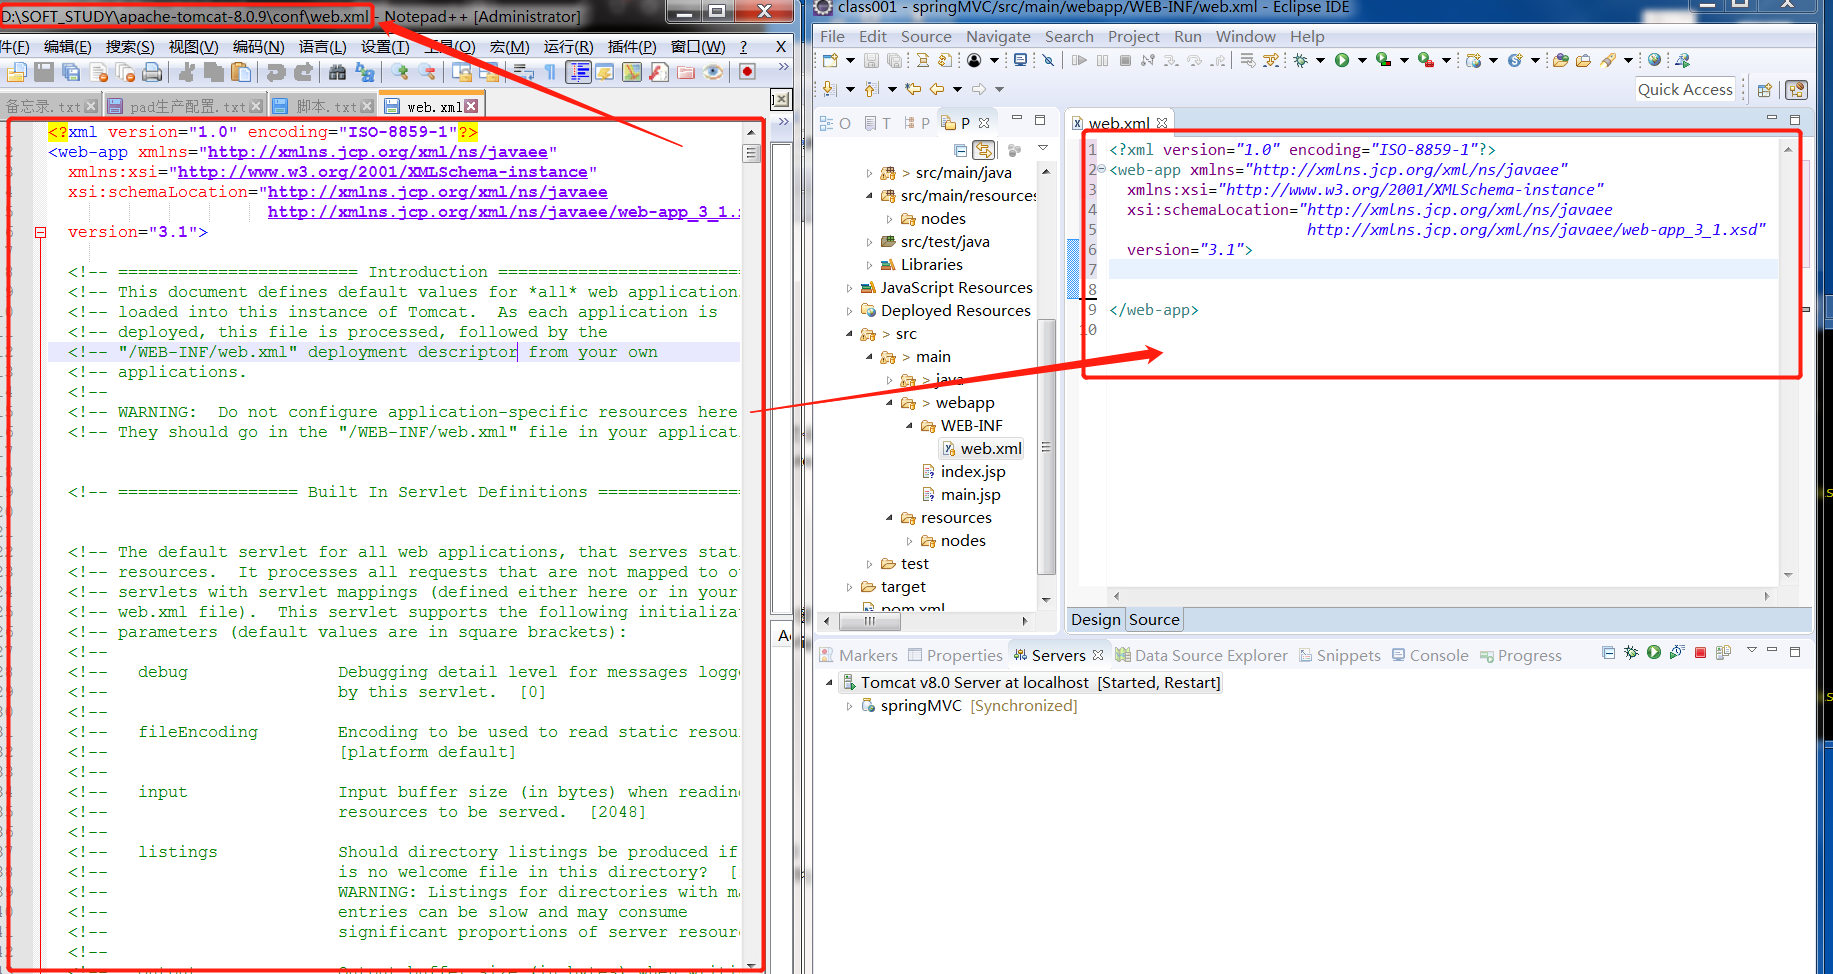 D:\SOFT_STUDY\apache-tomcat-8.0.9\conf\web.xml - Notepad++ [Administrator]
件(F) 编辑(E) 搜索(S) 视图(V) 编码(N) 语言(L) 设置(T) 工具(O) 宏(M) 运行(R) 插件(P) 窗口(W) ? X
备忘录.txt pad生产配置.txt 脚本.txt web.xml
<?xml version="1.0" encoding="ISO-8859-1"?>
<web-app xmlns="http://xmlns.jcp.org/xml/ns/javaee"
xmlns:xsi="http://www.w3.org/2001/XMLSchema-instance"
xsi:schemaLocation="http://xmlns.jcp.org/xml/ns/javaee
http://xmlns.jcp.org/xml/ns/javaee/web-app_3_1.x
version="3.1">
<!-- ======================== Introduction ========================
<!-- This document defines default values for *all* web application
<!-- loaded into this instance of Tomcat.  As each application is
<!-- deployed, this file is processed, followed by the
<!-- "/WEB-INF/web.xml" deployment descriptor from your own
<!-- applications.
<!--
<!-- WARNING:  Do not configure application-specific resources here
<!-- They should go in the "/WEB-INF/web.xml" file in your applicati
<!-- ================== Built In Servlet Definitions ==============
<!-- The default servlet for all web applications, that serves stat
<!-- resources.  It processes all requests that are not mapped to o
<!-- servlets with servlet mappings (defined either here or in your
<!-- web.xml file).  This servlet supports the following initializa
<!-- parameters (default values are in square brackets):
<!--
<!--   debug               Debugging detail level for messages logge
<!--                       by this servlet.  [0]
<!--
<!--   fileEncoding        Encoding to be used to read static resou
<!--                       [platform default]
<!--
<!--   input               Input buffer size (in bytes) when readin
<!--                       resources to be served.  [2048]
<!--
<!--   listings            Should directory listings be produced if
<!--                       is no welcome file in this directory?  [
<!--                       WARNING: Listings for directories with m
<!--                       entries can be slow and may consume
<!--                       significant proportions of server resour
<!--
class001 - springMVC/src/main/webapp/WEB-INF/web.xml - Eclipse IDE
File Edit Source Navigate Search Project Run Window Help
Quick Access
O T P P
> src/main/java
src/main/resources
nodes
src/test/java
Libraries
JavaScript Resources
Deployed Resources
> src
> main
> java
> webapp
WEB-INF
web.xml
index.jsp
main.jsp
resources
nodes
test
target
pom.xml
web.xml
1 <?xml version="1.0" encoding="ISO-8859-1"?>
2 <web-app xmlns="http://xmlns.jcp.org/xml/ns/javaee"
3 xmlns:xsi="http://www.w3.org/2001/XMLSchema-instance"
4 xsi:schemaLocation="http://xmlns.jcp.org/xml/ns/javaee
5 http://xmlns.jcp.org/xml/ns/javaee/web-app_3_1.xsd"
6 version="3.1">
7
8
9 </web-app>
10
Design Source
Markers Properties Servers Data Source Explorer Snippets Console Progress
Tomcat v8.0 Server at localhost [Started, Restart]
springMVC [Synchronized]